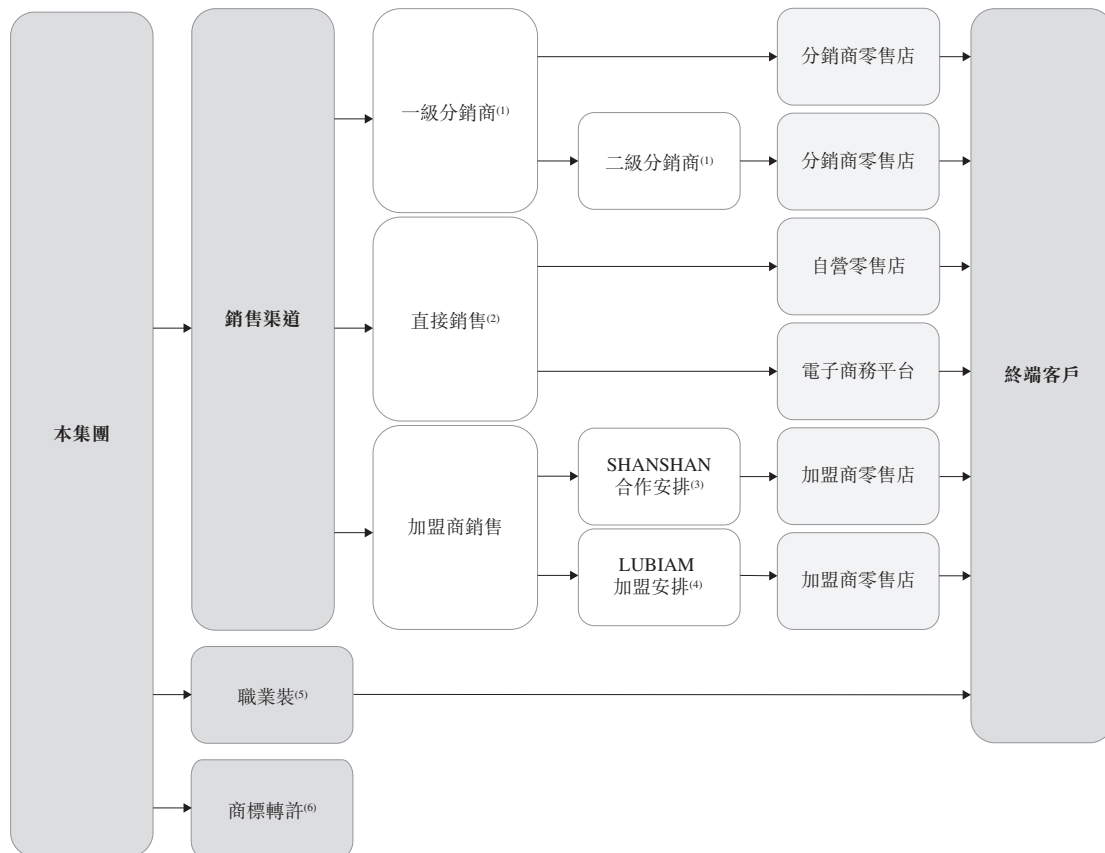 本集團
銷售渠道
一級分銷商(1)
分銷商零售店
二級分銷商(1)
分銷商零售店
直接銷售(2)
自營零售店
電子商務平台
加盟商銷售
SHANSHAN
合作安排(3)
加盟商零售店
LUBIAM
加盟安排(4)
加盟商零售店
終端客戶
職業裝(5)
商標轉許(6)